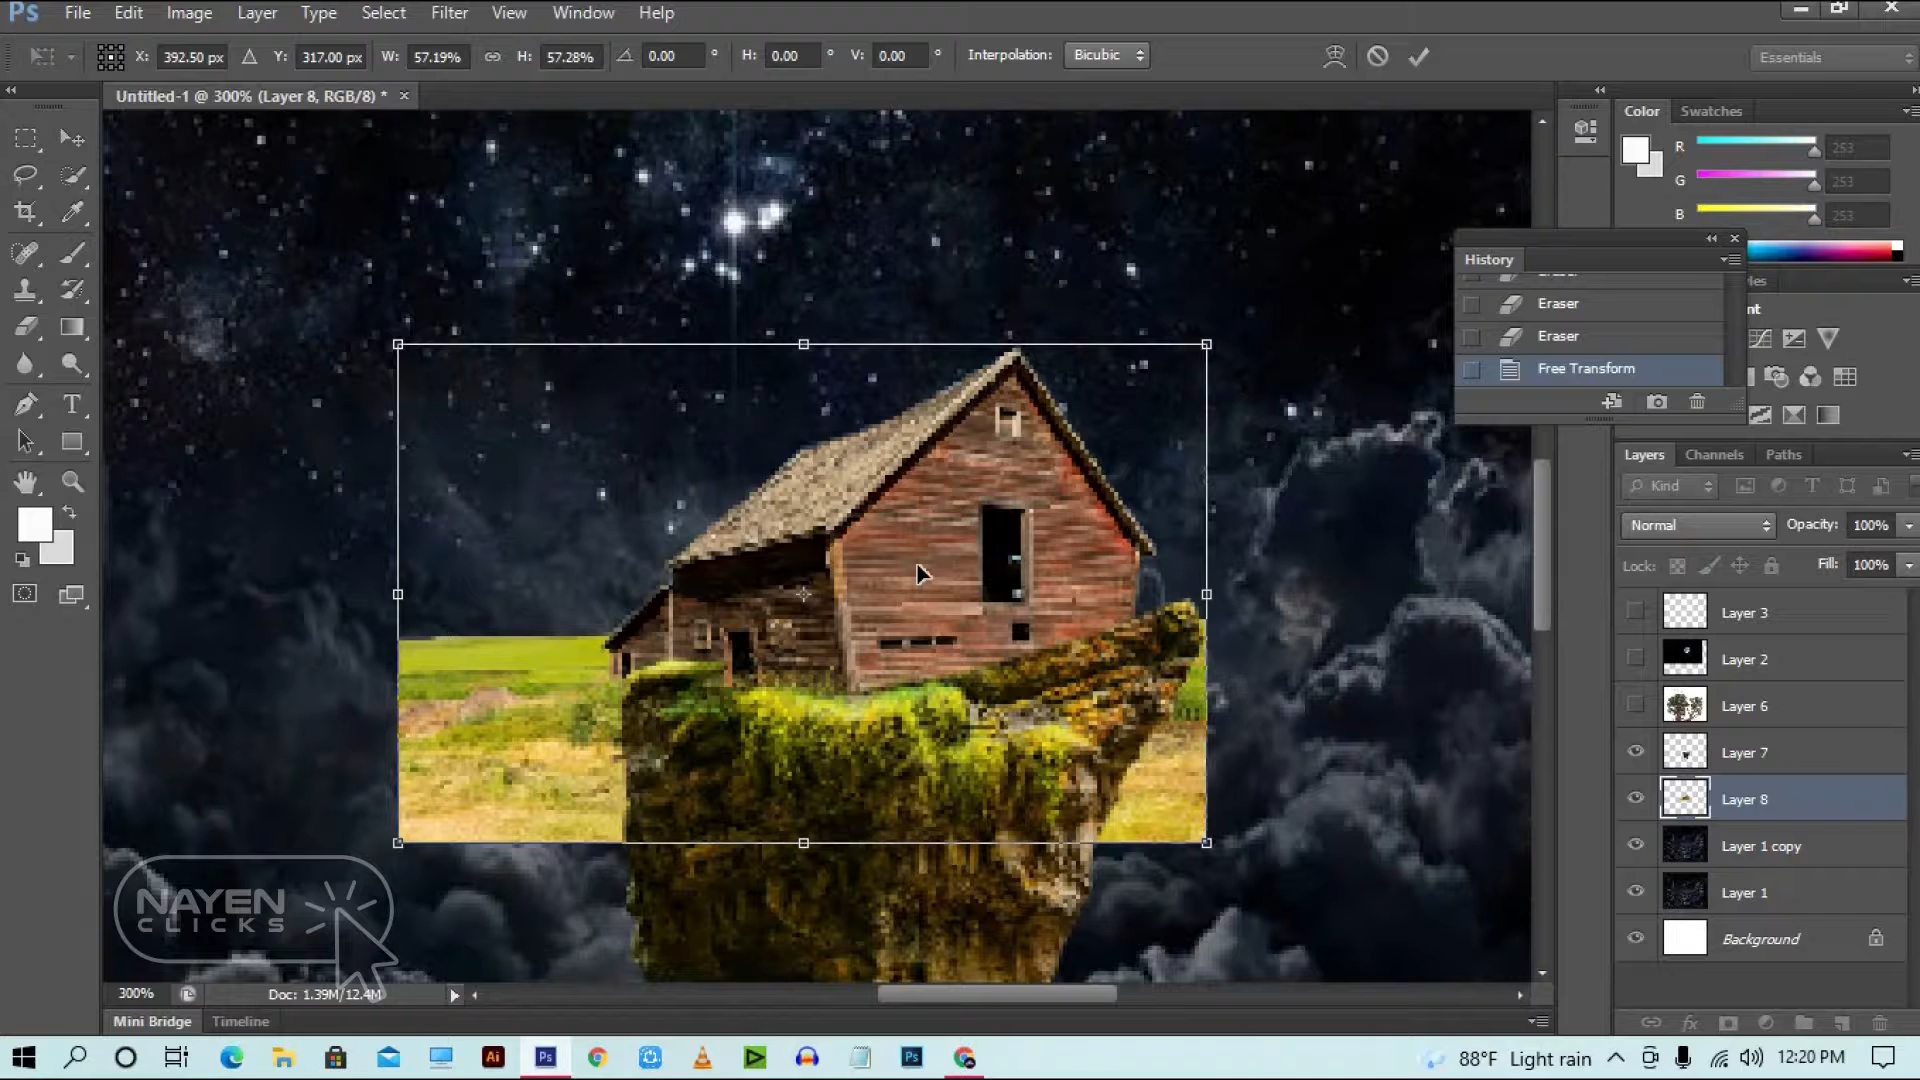 Ps File Edit Image Layer Type Select Filter View Window Help
X: 392.50 px Y: 317.00 px W: 57.19% H: 57.28% 0.00 ° H: 0.00 ° V: 0.00 ° Interpolation: Bicubic Essentials
Untitled-1 @ 300% (Layer 8, RGB/8) * ×
Color Swatches
R 253
G 253
B 253
History
Eraser
Eraser
Eraser
Free Transform
Layers Channels Paths
Kind
Normal Opacity: 100%
Lock: Fill: 100%
Layer 3
Layer 2
Layer 6
Layer 7
Layer 8
Layer 1 copy
Layer 1
Background
NAYEN
CLICKS
300% Doc: 1.39M/12.4M
Mini Bridge Timeline
88°F Light rain 12:20 PM